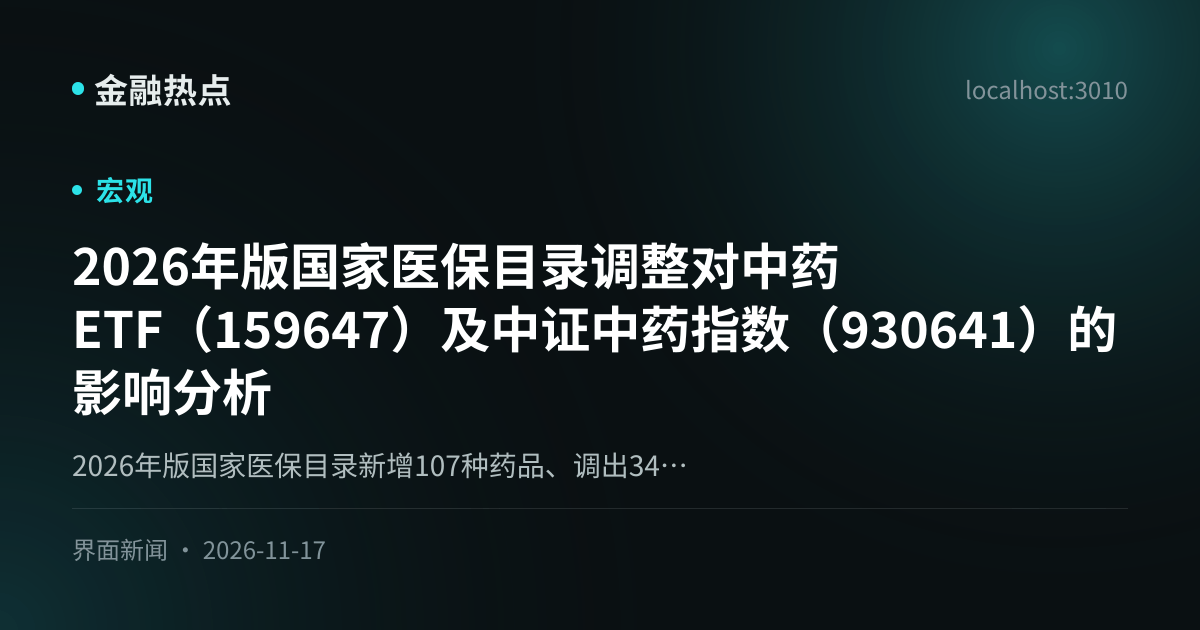 金融热点
localhost:3010
宏观
2026年版国家医保目录调整对中药
ETF（159647）及中证中药指数（930641）的
影响分析
2026年版国家医保目录新增107种药品、调出34…
界面新闻 • 2026-11-17